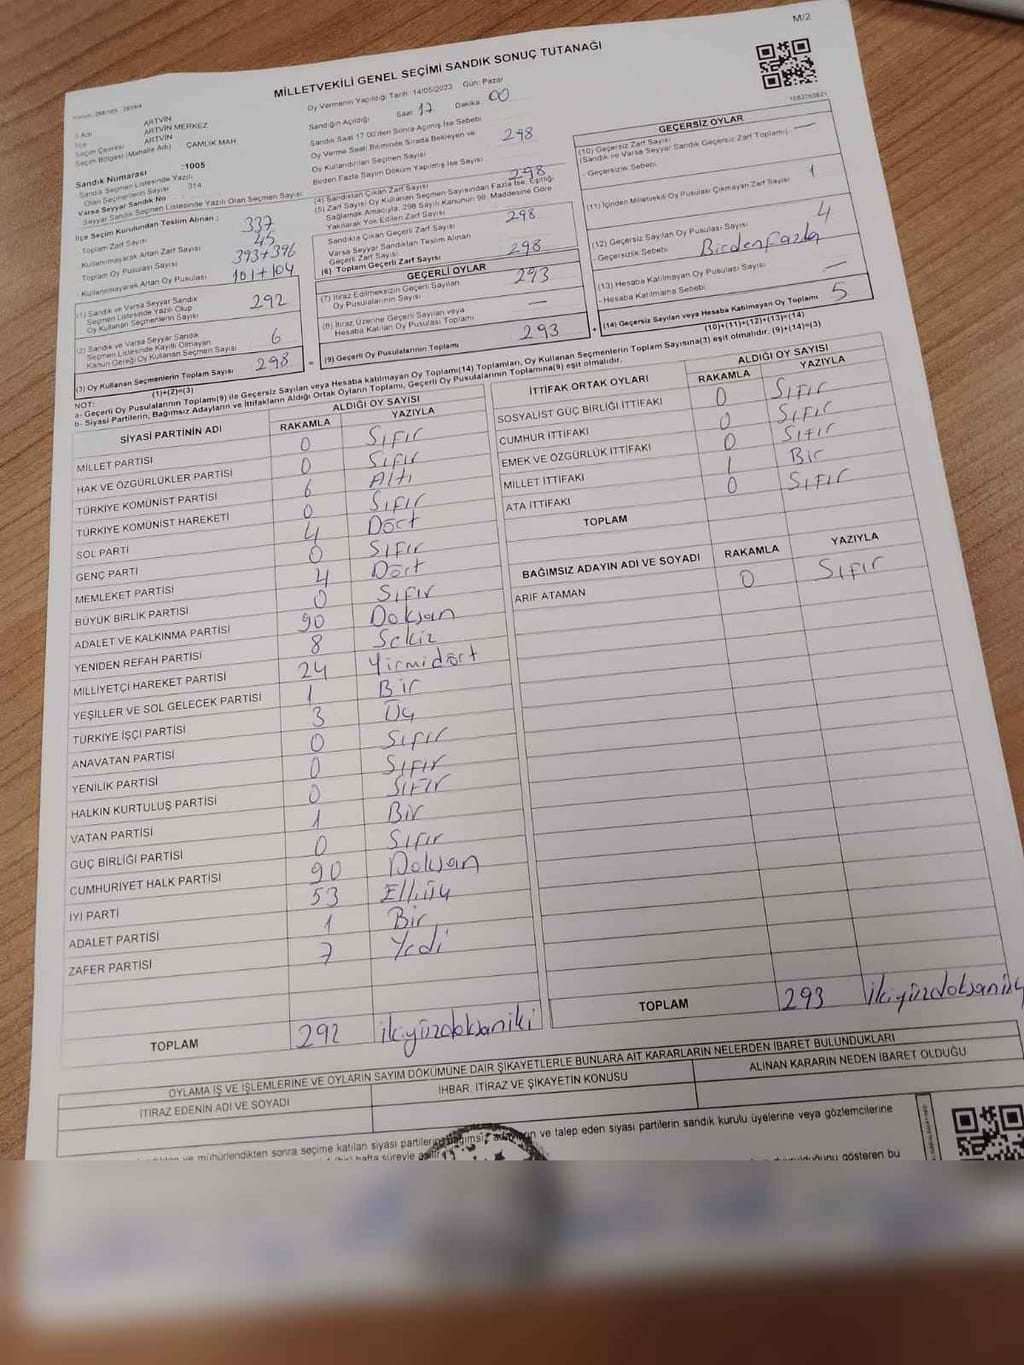 M/2
MİLLETVEKİLİ GENEL SEÇİMİ SANDIK SONUÇ TUTANAĞI
Oy Vermenin Yapıldığı Tarih :14/05/2023 Gün: Pazar
İl Adı ARTVİN
İlçe ARTVİN MERKEZ
Seçim Çevresi ARTVİN
Seçim Bölgesi (Mahalle Adı) ÇAMLIK MAH.
Sandık Numarası :1005
Sandık Seçmen Listesinde Yazılı
Olan Seçmenlerin Sayısı 314
Varsa Seyyar Sandık No
Seyyar Sandık Seçmen Listesinde Yazılı Olan Seçmen Sayısı
İlçe Seçim Kurulundan Teslim Alınan ;
Toplam Zarf Sayısı 337
Kullanılmayarak Artan Zarf Sayısı 45
Toplam Oy Pusulası Sayısı 393+396
- Kullanılmayarak Artan Oy Pusulası 101+104
(1) Sandık ve Varsa Seyyar Sandık
Seçmen Listesinde Yazılı Olup
Oy Kullanan Seçmenlerin Sayısı 292
(2) Sandık ve Varsa Seyyar Sandık
Seçmen Listesinde Kayıtlı Olmayan
Kanun Gereği Oy Kullanan Seçmen Sayısı 6
(3) Oy Kullanan Seçmenlerin Toplam Sayısı 298
(1)+(2)=(3)
Sandığın Açıldığı Saat 17 Dakika 00
Sandık Saat 17.00'den Sonra Açılmış İse Sebebi
Oy Verme Saati Bitiminde Sırada Bekleyen ve
Oy Kullandırılan Seçmen Sayısı 298
Birden Fazla Sayım Döküm Yapılmış İse Sayısı
(4) Sandıktan Çıkan Zarf Sayısı 298
(5) Zarf Sayısı Oy Kullanan Seçmen Sayısından Fazla İse, Eşitliği
Sağlamak Amacıyla, 298 Sayılı Kanunun 98. Maddesine Göre
Yakılarak Yok Edilen Zarf Sayısı
Sandıkta Çıkan Geçerli Zarf Sayısı 298
Varsa Seyyar Sandıktan Teslim Alınan
Geçerli Zarf Sayısı
(6) Toplam Geçerli Zarf Sayısı 298
GEÇERLİ OYLAR
(7) İtiraz Edilmeksizin Geçerli Sayılan
Oy Pusulalarının Sayısı 293
(8) İtiraz Üzerine Geçerli Sayılan veya
Hesaba Katılan Oy Pusulası Toplamı —
(9) Geçerli Oy Pusulalarının Toplamı 293
1083763821
GEÇERSİZ OYLAR
(10) Geçersiz Zarf Sayısı
(Sandık ve Varsa Seyyar Sandık Geçersiz Zarf Toplamı) —
- Geçersizlik Sebebi
(11) İçinden Milletvekili Oy Pusulası Çıkmayan Zarf Sayısı 1
(12) Geçersiz Sayılan Oy Pusulası Sayısı 4
- Geçersizlik Sebebi Birden fazla
(13) Hesaba Katılmayan Oy Pusulası Sayısı —
- Hesaba Katılmama Sebebi
(14) Geçersiz Sayılan veya Hesaba Katılmayan Oy Toplamı 5
(10)+(11)+(12)+(13)=(14)
NOT:
a- Geçerli Oy Pusulalarının Toplamı(9) ile Geçersiz Sayılan veya Hesaba katılmayan Oy Toplamı(14) Toplamları, Oy Kullanan Seçmenlerin Toplam Sayısına(3) eşit olmalıdır. (9)+(14)=(3)
b- Siyasi Partilerin, Bağımsız Adayların ve İttifakların Aldığı Ortak Oyların Toplamı, Geçerli Oy Pusulalarının Toplamına(9) eşit olmalıdır.
SİYASİ PARTİNİN ADI ALDIĞI OY SAYISI
RAKAMLA YAZIYLA
MİLLET PARTİSİ 0 Sıfır
HAK VE ÖZGÜRLÜKLER PARTİSİ 0 Sıfır
TÜRKİYE KOMÜNİST PARTİSİ 6 Altı
TÜRKİYE KOMÜNİST HAREKETİ 0 Sıfır
SOL PARTİ 4 Dört
GENÇ PARTİ 0 Sıfır
MEMLEKET PARTİSİ 4 Dört
BÜYÜK BİRLİK PARTİSİ 0 Sıfır
ADALET VE KALKINMA PARTİSİ 90 Doksan
YENİDEN REFAH PARTİSİ 8 Sekiz
MİLLİYETÇİ HAREKET PARTİSİ 24 Yirmidört
YEŞİLLER VE SOL GELECEK PARTİSİ 1 Bir
TÜRKİYE İŞÇİ PARTİSİ 3 Üç
ANAVATAN PARTİSİ 0 Sıfır
YENİLİK PARTİSİ 0 Sıfır
HALKIN KURTULUŞ PARTİSİ 0 Sıfır
VATAN PARTİSİ 1 Bir
GÜÇ BİRLİĞİ PARTİSİ 0 Sıfır
CUMHURİYET HALK PARTİSİ 90 Doksan
İYİ PARTİ 53 Elliüç
ADALET PARTİSİ 1 Bir
ZAFER PARTİSİ 7 Yedi
TOPLAM 292 ikiyüzdoksaniki
İTTİFAK ORTAK OYLARI ALDIĞI OY SAYISI
RAKAMLA YAZIYLA
SOSYALİST GÜÇ BİRLİĞİ İTTİFAKI 0 Sıfır
CUMHUR İTTİFAKI 0 Sıfır
EMEK VE ÖZGÜRLÜK İTTİFAKI 0 Sıfır
MİLLET İTTİFAKI 1 Bir
ATA İTTİFAKI 0 Sıfır
TOPLAM
BAĞIMSIZ ADAYIN ADI VE SOYADI RAKAMLA YAZIYLA
ARİF ATAMAN 0 Sıfır
TOPLAM 293 ikiyüzdoksanüç
OYLAMA İŞ VE İŞLEMLERİNE VE OYLARIN SAYIM DÖKÜMÜNE DAİR ŞİKAYETLERLE BUNLARA AİT KARARLARIN NELERDEN İBARET BULUNDUKLARI
İTİRAZ EDENİN ADI VE SOYADI İHBAR, İTİRAZ VE ŞİKAYETİN KONUSU ALINAN KARARIN NEDEN İBARET OLDUĞU
ve mühürlendikten sonra seçime katılan siyasi partilerin, bağımsız adayların ve talep eden siyasi partilerin sandık kurulu üyelerine veya gözlemcilerine
hafta süreyle gösteren bu